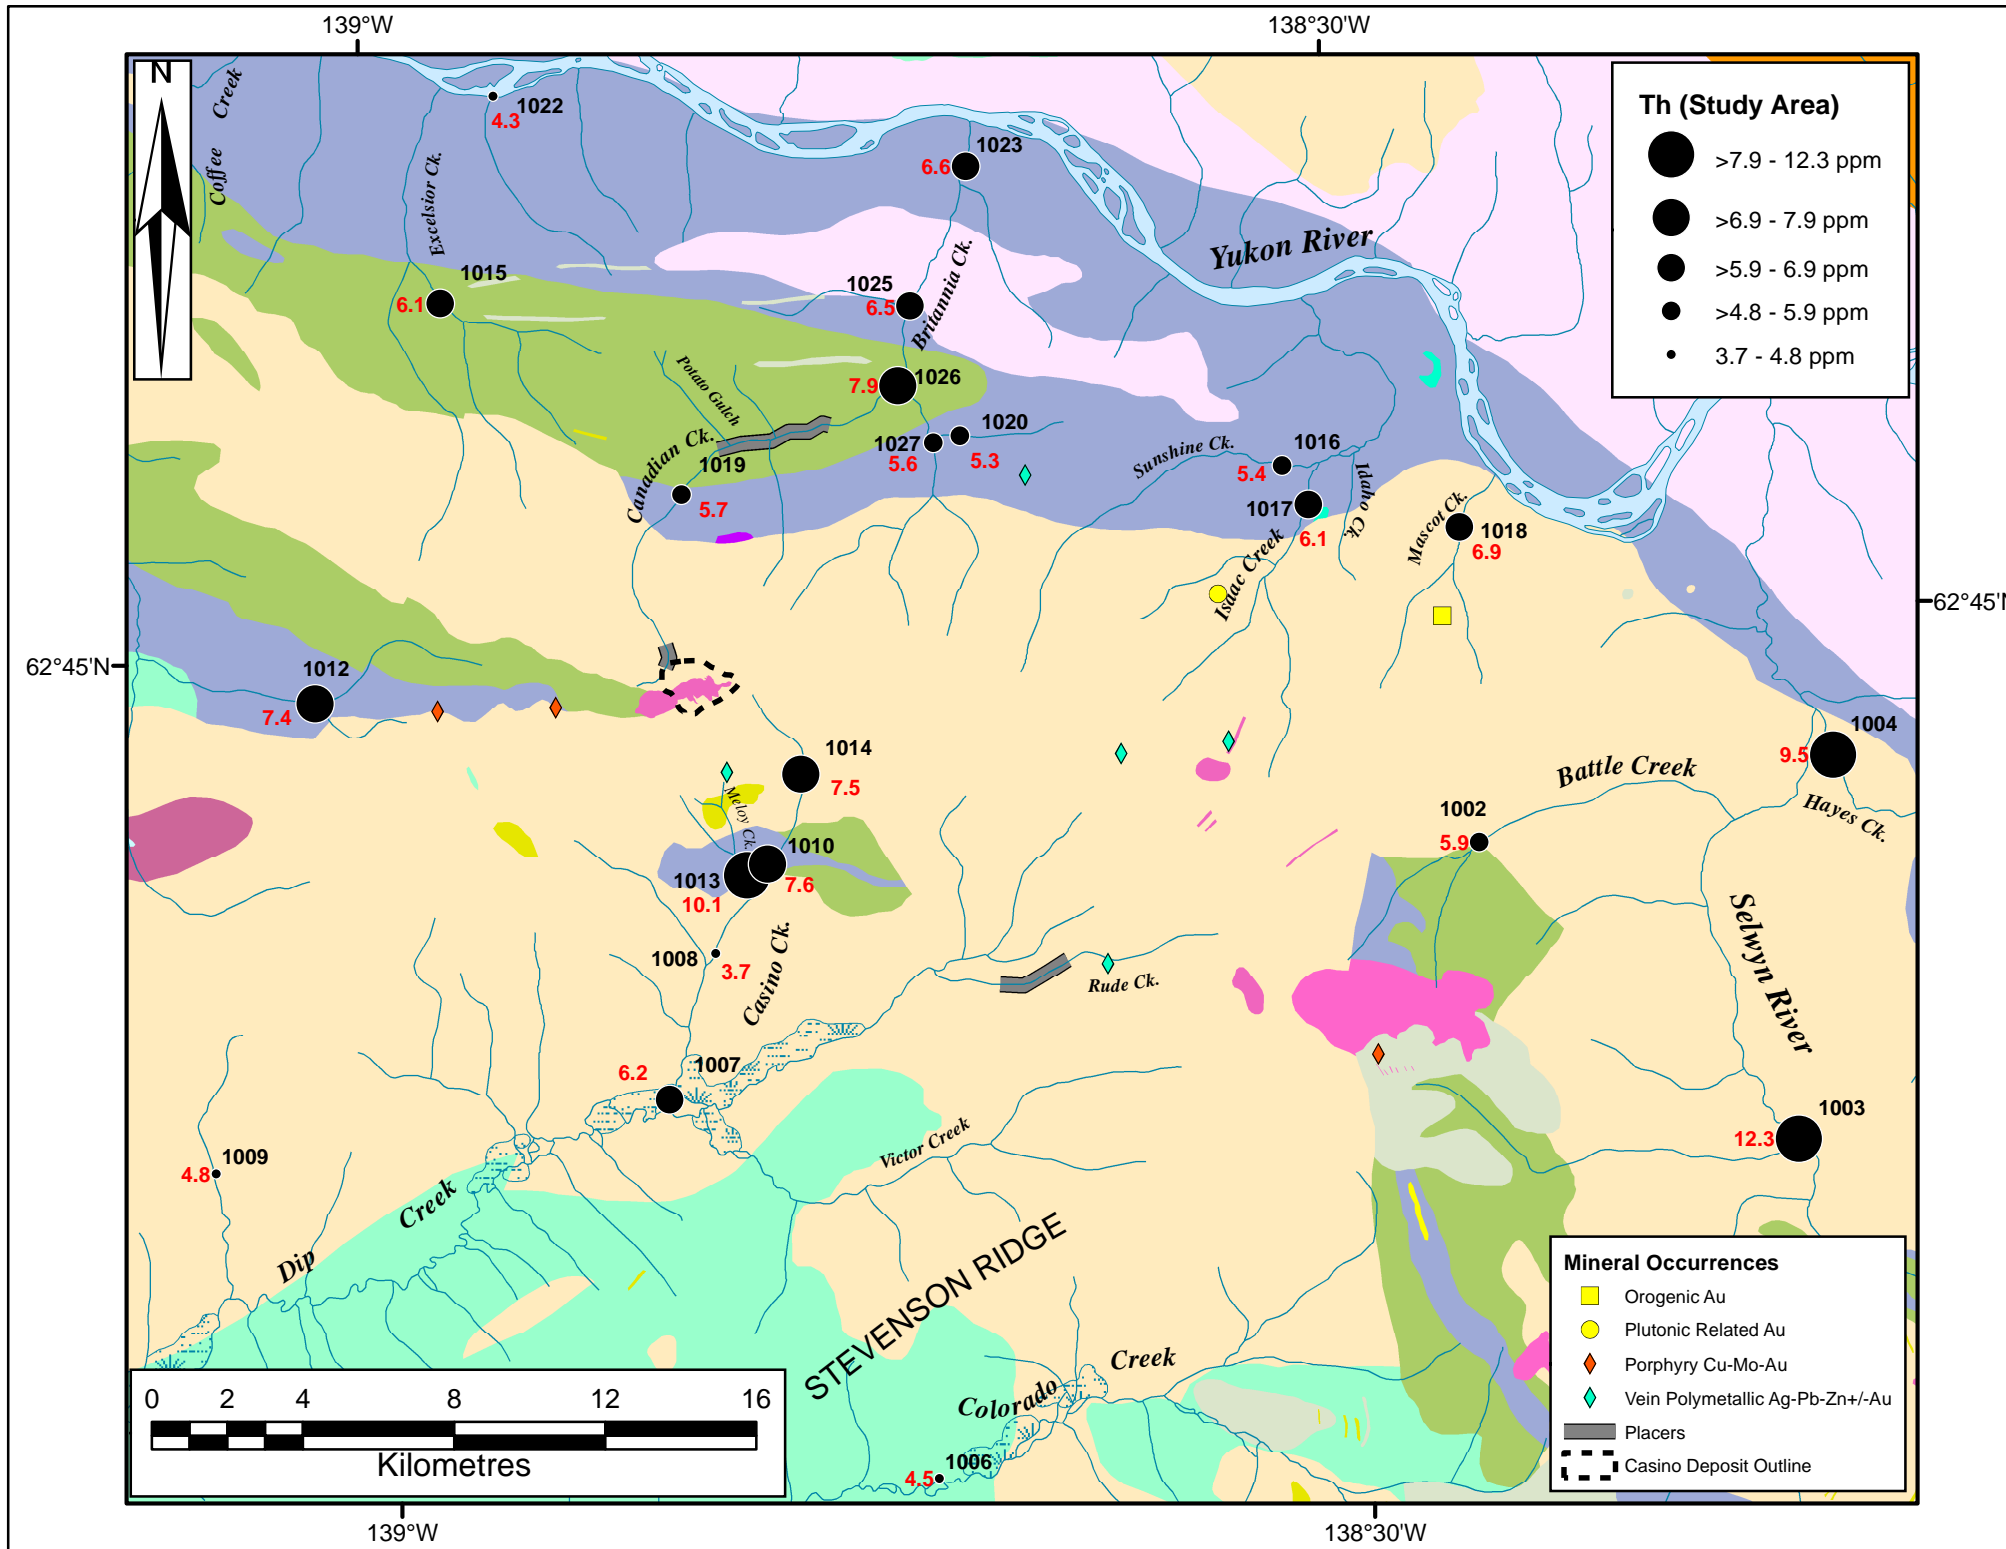 139°W
138°30'W
N
Coffee Creek
1022
4.3
Th (Study Area)
>7.9 - 12.3 ppm
>6.9 - 7.9 ppm
>5.9 - 6.9 ppm
>4.8 - 5.9 ppm
3.7 - 4.8 ppm
1023
6.6
Excelsior Ck.
Yukon River
1015
6.1
1025
6.5
Britannia Ck.
Potato Gulch
7.9
1026
Canadian Ck.
1019
5.7
1027
5.6
1020
5.3
Sunshine Ck.
1016
5.4
1017
6.1
Idaho Ck.
Isaac Creek
Mascot Ck.
1018
6.9
62°45'N
62°45'N
1012
7.4
1014
7.5
Meloy Ck.
1010
7.6
1013
10.1
1004
9.5
Battle Creek
Hayes Ck.
1002
5.9
Selwyn River
1008
3.7
Casino Ck.
Rude Ck.
1007
6.2
1003
12.3
Victor Creek
1009
4.8
Dip Creek
STEVENSON RIDGE
Colorado Creek
1006
4.5
Mineral Occurrences
Orogenic Au
Plutonic Related Au
Porphyry Cu-Mo-Au
Vein Polymetallic Ag-Pb-Zn+/-Au
Placers
Casino Deposit Outline
0 2 4 8 12 16
Kilometres
139°W
138°30'W